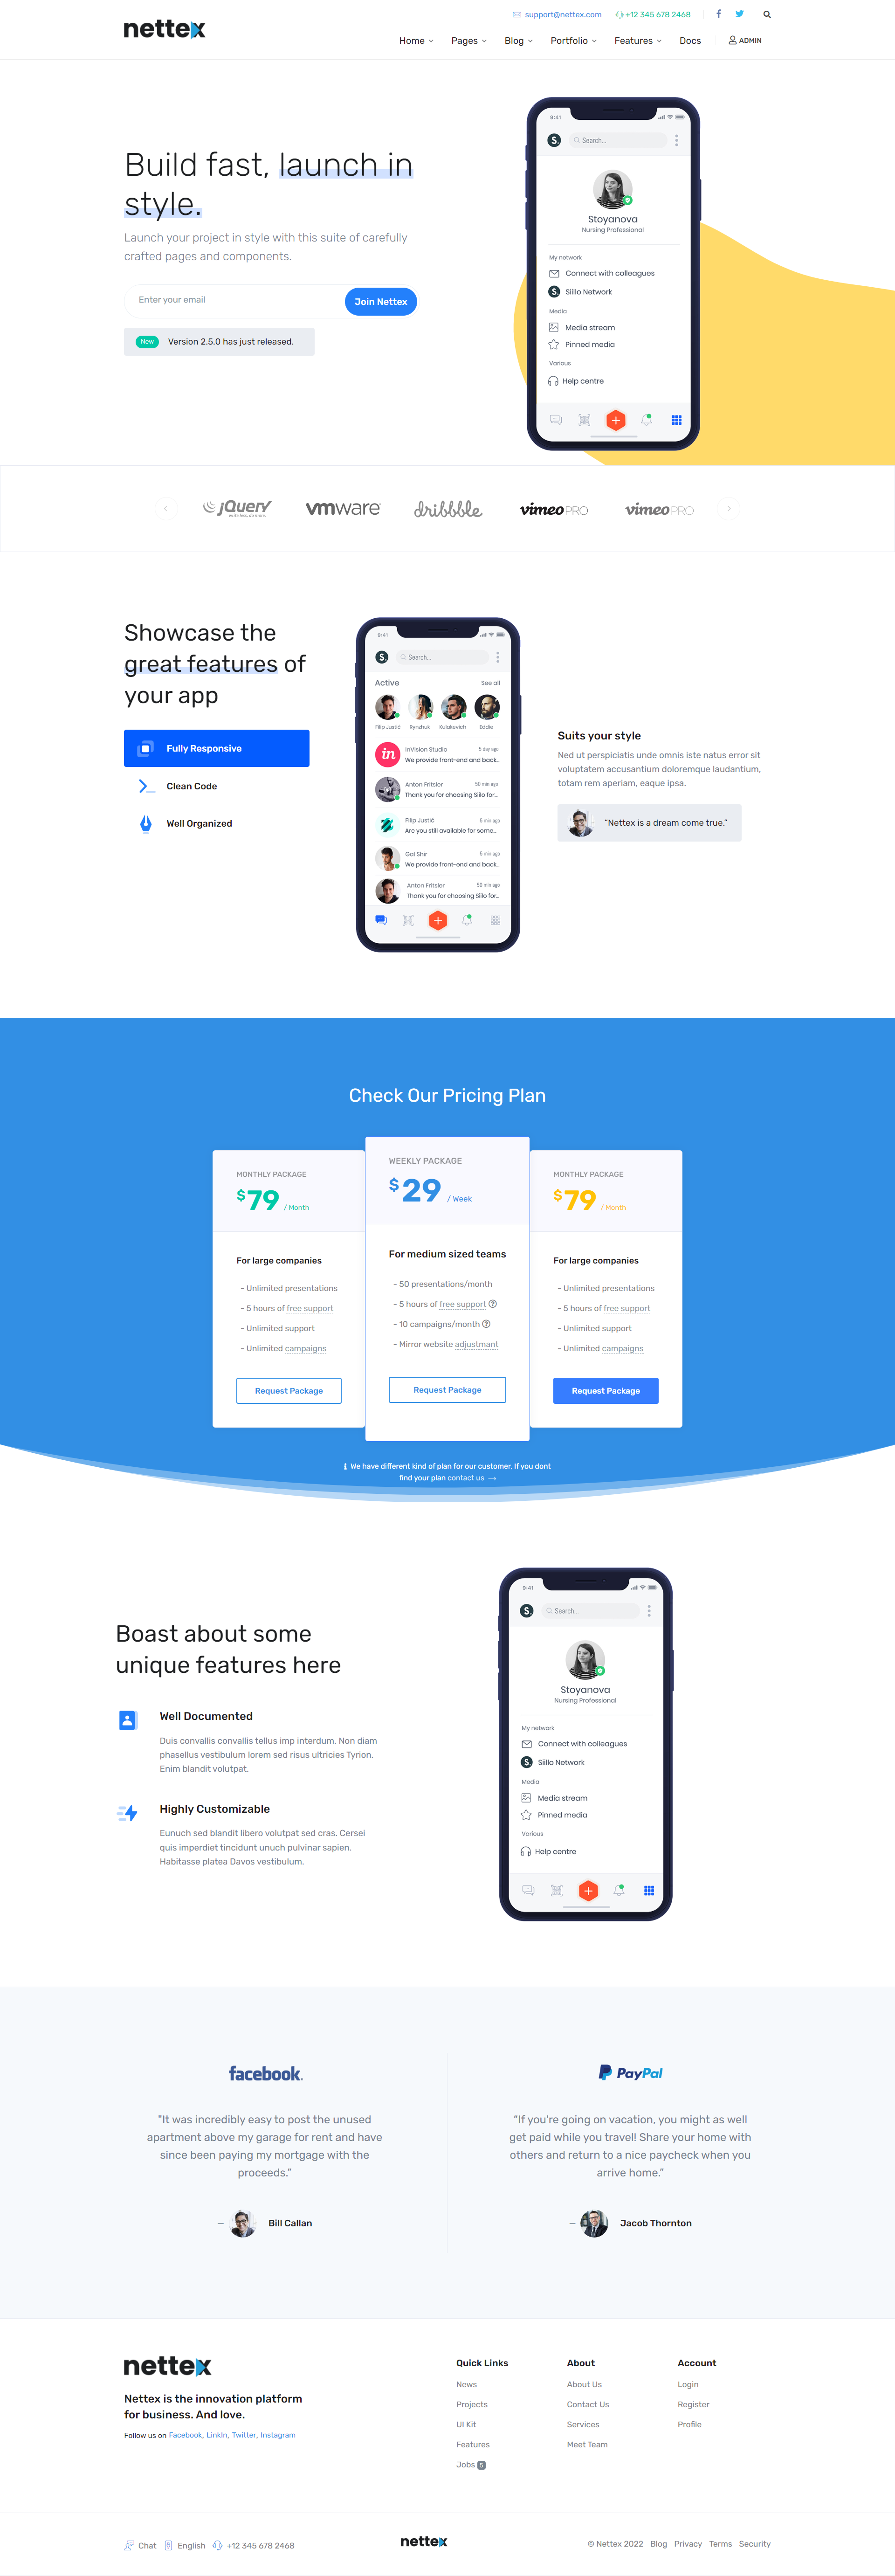 support@nettex.com +12 345 678 2468
nettex
Home Pages Blog Portfolio Features Docs ADMIN
Build fast, launch in
style.
Launch your project in style with this suite of carefully
crafted pages and components.
Enter your email Join Nettex
New Version 2.5.0 has just released.
9:41
S. Search...
Stoyanova
Nursing Professional
My network
Connect with colleagues
S. Siilo Network
Media
Media stream
Pinned media
Various
Help centre
jQuery vmware dribbble vimeo PRO vimeo PRO
write less, do more.
Showcase the
great features of
your app
Fully Responsive
Clean Code
Well Organized
9:41
S. Search...
Active See all
Filip Justić Rynzhuk Kulakovich Eddie
in InVision Studio 5 day ago
We provide front-end and back...
Anton Fritsler 50 min ago
Thank you for choosing Siilo for...
Filip Justić 5 min ago
Are you still available for some...
Gal Shir 5 min ago
We provide front-end and back...
Anton Fritsler 50 min ago
Thank you for choosing Siilo for...
Suits your style
Ned ut perspiciatis unde omnis iste natus error sit
voluptatem accusantium doloremque laudantium,
totam rem aperiam, eaque ipsa.
“Nettex is a dream come true.”
Check Our Pricing Plan
MONTHLY PACKAGE
$79 / Month
For large companies
- Unlimited presentations
- 5 hours of free support
- Unlimited support
- Unlimited campaigns
Request Package
WEEKLY PACKAGE
$29 / Week
For medium sized teams
- 50 presentations/month
- 5 hours of free support
- 10 campaigns/month
- Mirror website adjustmant
Request Package
MONTHLY PACKAGE
$79 / Month
For large companies
- Unlimited presentations
- 5 hours of free support
- Unlimited support
- Unlimited campaigns
Request Package
We have different kind of plan for our customer, If you dont
find your plan contact us
Boast about some
unique features here
Well Documented
Duis convallis convallis tellus imp interdum. Non diam
phasellus vestibulum lorem sed risus ultricies Tyrion.
Enim blandit volutpat.
Highly Customizable
Eunuch sed blandit libero volutpat sed cras. Cersei
quis imperdiet tincidunt unuch pulvinar sapien.
Habitasse platea Davos vestibulum.
9:41
S. Search...
Stoyanova
Nursing Professional
My network
Connect with colleagues
S. Siilo Network
Media
Media stream
Pinned media
Various
Help centre
facebook.
"It was incredibly easy to post the unused
apartment above my garage for rent and have
since been paying my mortgage with the
proceeds.”
— Bill Callan
PayPal
“If you're going on vacation, you might as well
get paid while you travel! Share your home with
others and return to a nice paycheck when you
arrive home.”
— Jacob Thornton
nettex
Nettex is the innovation platform
for business. And love.
Follow us on Facebook, LinkIn, Twitter, Instagram
Quick Links
News
Projects
UI Kit
Features
Jobs 5
About
About Us
Contact Us
Services
Meet Team
Account
Login
Register
Profile
Chat English +12 345 678 2468
nettex
© Nettex 2022 Blog Privacy Terms Security